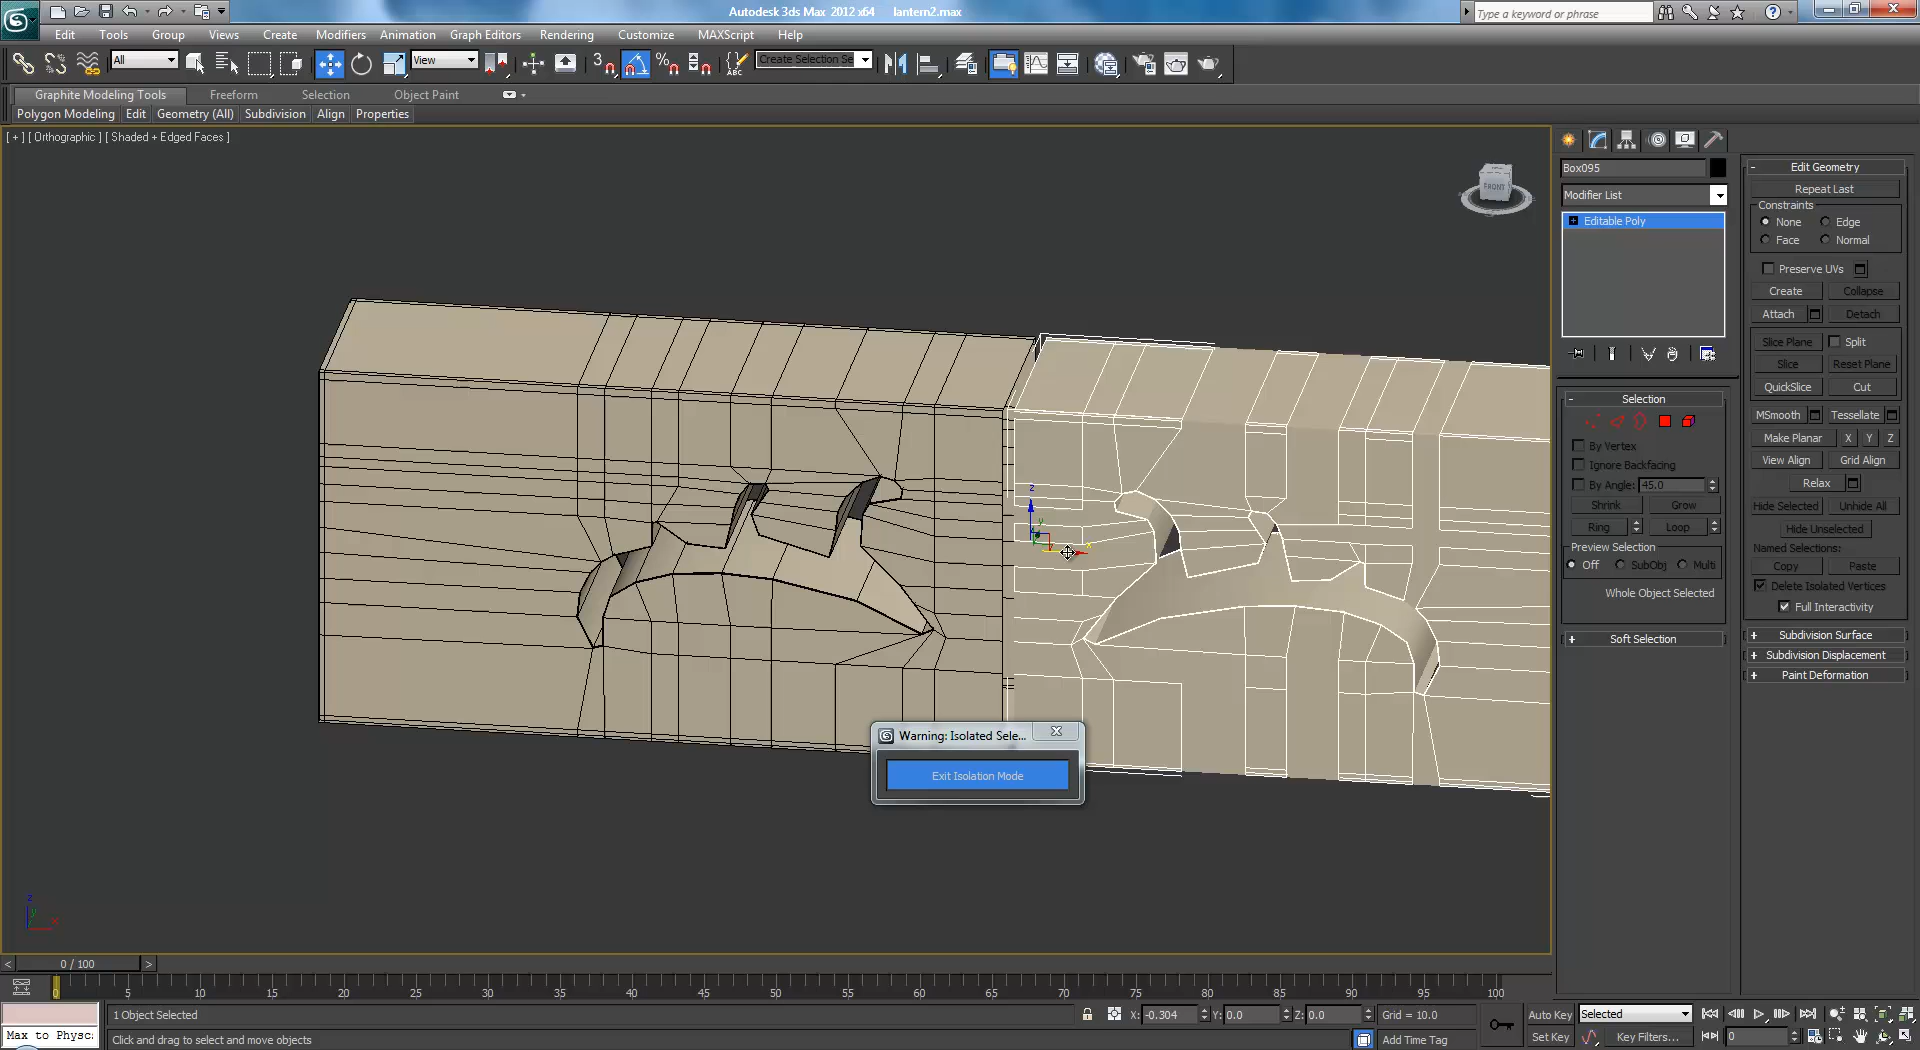 Autodesk 3ds Max 2012 x64 lantern2.max
Type a keyword or phrase
Edit Tools Group Views Create Modifiers Animation Graph Editors Rendering Customize MAXScript Help
All View 3 % ABC Create Selection Se
Graphite Modeling Tools Freeform Selection Object Paint
Polygon Modeling Edit Geometry (All) Subdivision Align Properties
[ + ] [ Orthographic ] [ Shaded + Edged Faces ]
FRONT
Box095
Modifier List
Editable Poly
Selection
By Vertex
Ignore Backfacing
By Angle: 45.0
Shrink Grow
Ring Loop
Preview Selection
Off SubObj Multi
Whole Object Selected
Soft Selection
Edit Geometry
Repeat Last
Constraints
None Edge
Face Normal
Preserve UVs
Create Collapse
Attach Detach
Slice Plane Split
Slice Reset Plane
QuickSlice Cut
MSmooth Tessellate
Make Planar X Y Z
View Align Grid Align
Relax
Hide Selected Unhide All
Hide Unselected
Named Selections:
Copy Paste
Delete Isolated Vertices
Full Interactivity
Subdivision Surface
Subdivision Displacement
Paint Deformation
z
y
x
Warning: Isolated Sele...
Exit Isolation Mode
z
y
x
< 0 / 100 >
0 5 10 15 20 25 30 35 40 45 50 55 60 65 70 75 80 85 90 95 100
1 Object Selected X: -0.304 Y: 0.0 Z: 0.0 Grid = 10.0 Auto Key Selected
Max to Physc: Click and drag to select and move objects Add Time Tag Set Key Key Filters... 0